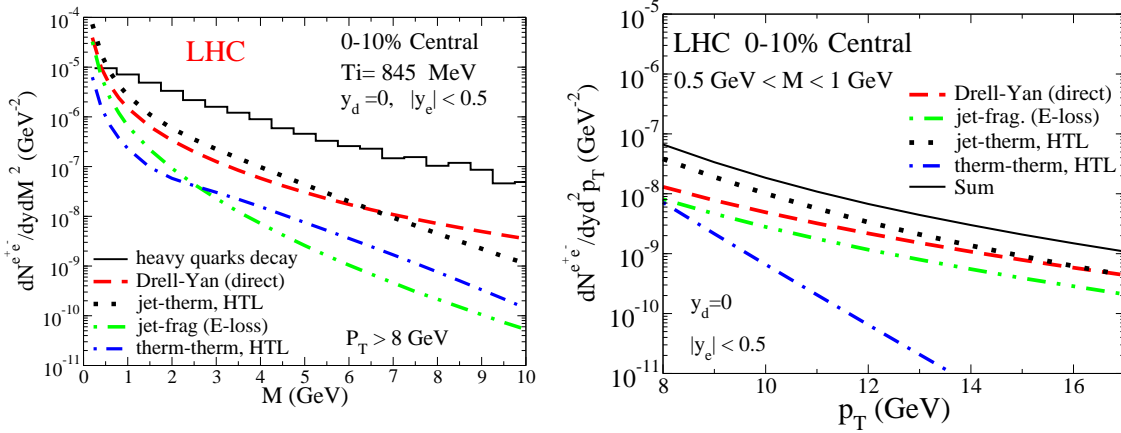 10^-4
10^-5
10^-6
10^-7
10^-8
10^-9
10^-10
10^-11
dN^e+e-/dydM^2 (GeV^-2)
LHC
0-10% Central
Ti= 845 MeV
y_d =0, |y_e| < 0.5
heavy quarks decay
Drell-Yan (direct)
jet-therm, HTL
jet-frag (E-loss)
therm-therm, HTL
P_T > 8 GeV
0 1 2 3 4 5 6 7 8 9 10
M (GeV)
10^-5
10^-6
10^-7
10^-8
10^-9
10^-10
10^-11
dN^e+e-/dyd^2p_T (GeV^-2)
LHC 0-10% Central
0.5 GeV < M < 1 GeV
Drell-Yan (direct)
jet-frag. (E-loss)
jet-therm, HTL
therm-therm, HTL
Sum
y_d=0
|y_e| < 0.5
8 10 12 14 16
p_T (GeV)